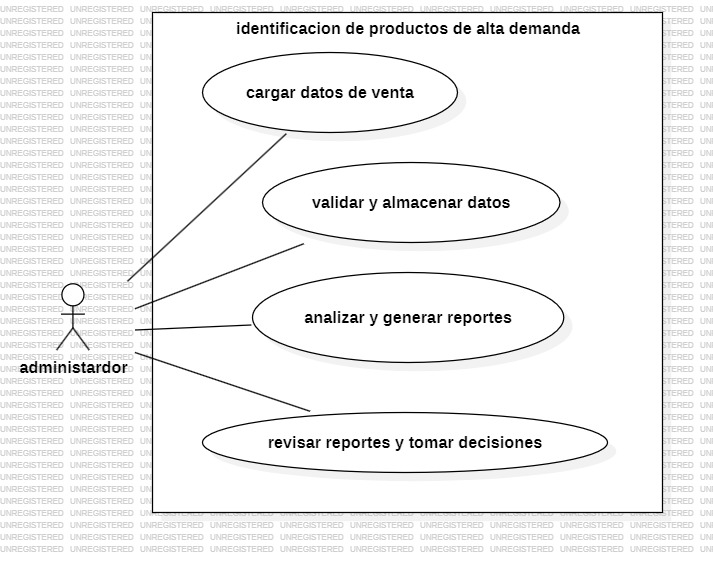 identificacion de productos de alta demanda
cargar datos de venta
validar y almacenar datos
analizar y generar reportes
administardor
revisar reportes y tomar decisiones
UNREGISTERED